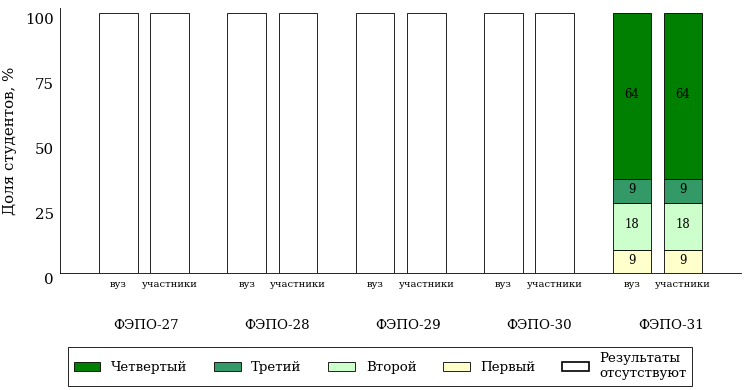 Доля студентов, %
100
75
50
25
0
64
64
9
9
18
18
9
9
вуз участники вуз участники вуз участники вуз участники вуз участники
ФЭПО-27 ФЭПО-28 ФЭПО-29 ФЭПО-30 ФЭПО-31
Четвертый Третий Второй Первый Результаты
отсутствуют